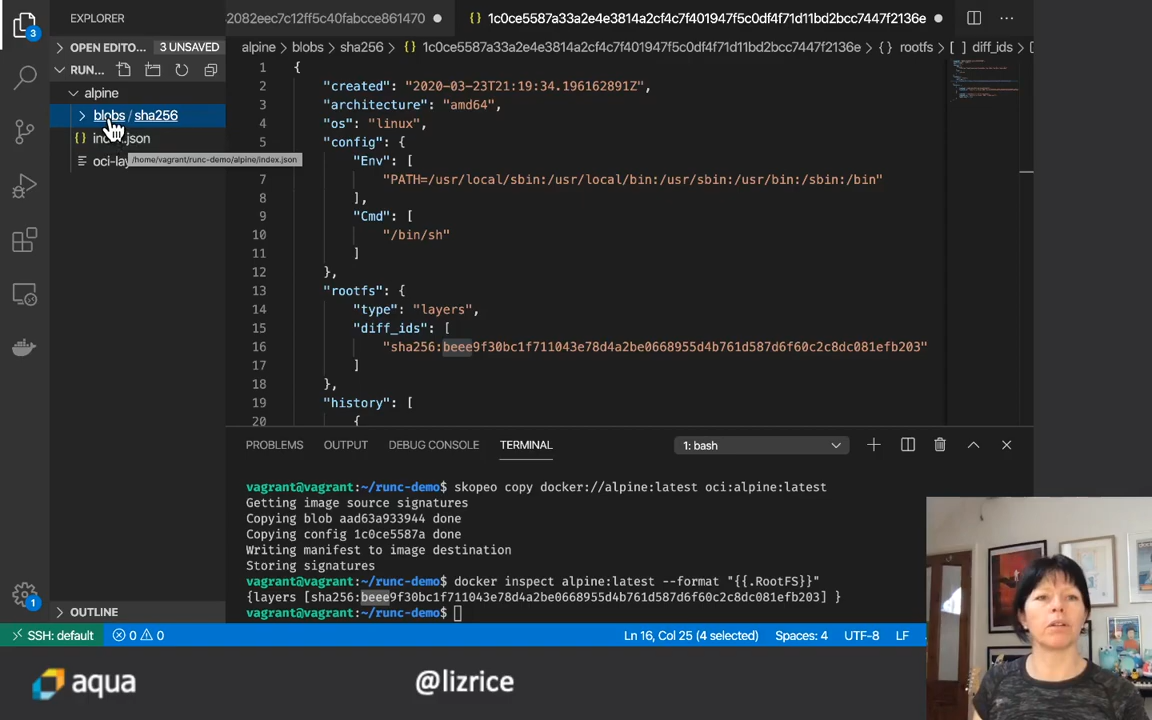 EXPLORER
2082eec7c12ff5c40fabcce861470
{} 1c0ce5587a33a2e4e3814a2cf4c7f401947f5c0df4f71d11bd2bcc7447f2136e
3
OPEN EDITO... 3 UNSAVED
alpine > blobs > sha256 > {} 1c0ce5587a33a2e4e3814a2cf4c7f401947f5c0df4f71d11bd2bcc7447f2136e > {} rootfs > [ ] diff_ids >
RUN...
alpine
blobs / sha256
{} index.json
oci-lay
/home/vagrant/runc-demo/alpine/index.json
1 {
2 "created": "2020-03-23T21:19:34.196162891Z",
3 "architecture": "amd64",
4 "os": "linux",
5 "config": {
6 "Env": [
7 "PATH=/usr/local/sbin:/usr/local/bin:/usr/sbin:/usr/bin:/sbin:/bin"
8 ],
9 "Cmd": [
10 "/bin/sh"
11 ]
12 },
13 "rootfs": {
14 "type": "layers",
15 "diff_ids": [
16 "sha256:beee9f30bc1f711043e78d4a2be0668955d4b761d587d6f60c2c8dc081efb203"
17 ]
18 },
19 "history": [
20 {
PROBLEMS OUTPUT DEBUG CONSOLE TERMINAL 1: bash
vagrant@vagrant:~/runc-demo$ skopeo copy docker://alpine:latest oci:alpine:latest
Getting image source signatures
Copying blob aad63a933944 done
Copying config 1c0ce5587a done
Writing manifest to image destination
Storing signatures
vagrant@vagrant:~/runc-demo$ docker inspect alpine:latest --format "{{.RootFS}}"
{layers [sha256:beee9f30bc1f711043e78d4a2be0668955d4b761d587d6f60c2c8dc081efb203] }
vagrant@vagrant:~/runc-demo$
1
OUTLINE
SSH: default 0 0 Ln 16, Col 25 (4 selected) Spaces: 4 UTF-8 LF
aqua
@lizrice